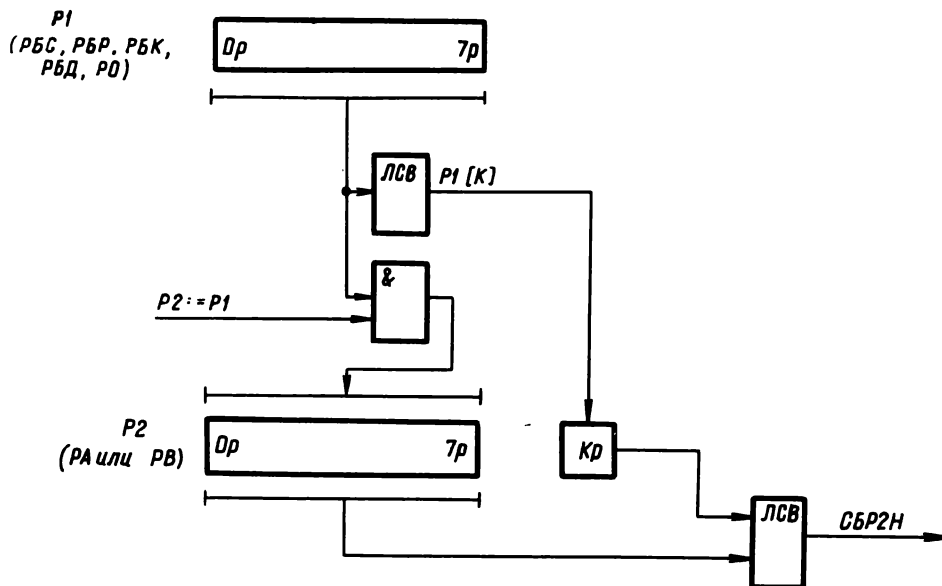 Р1
(РБС, РБР. РБК,
РБД, РО)
0р 7р
ЛСВ
Р1 [К]
&
Р2:=Р1
Р2
(РА или РВ)
0р 7р
Кр
ЛСВ
СБР2Н